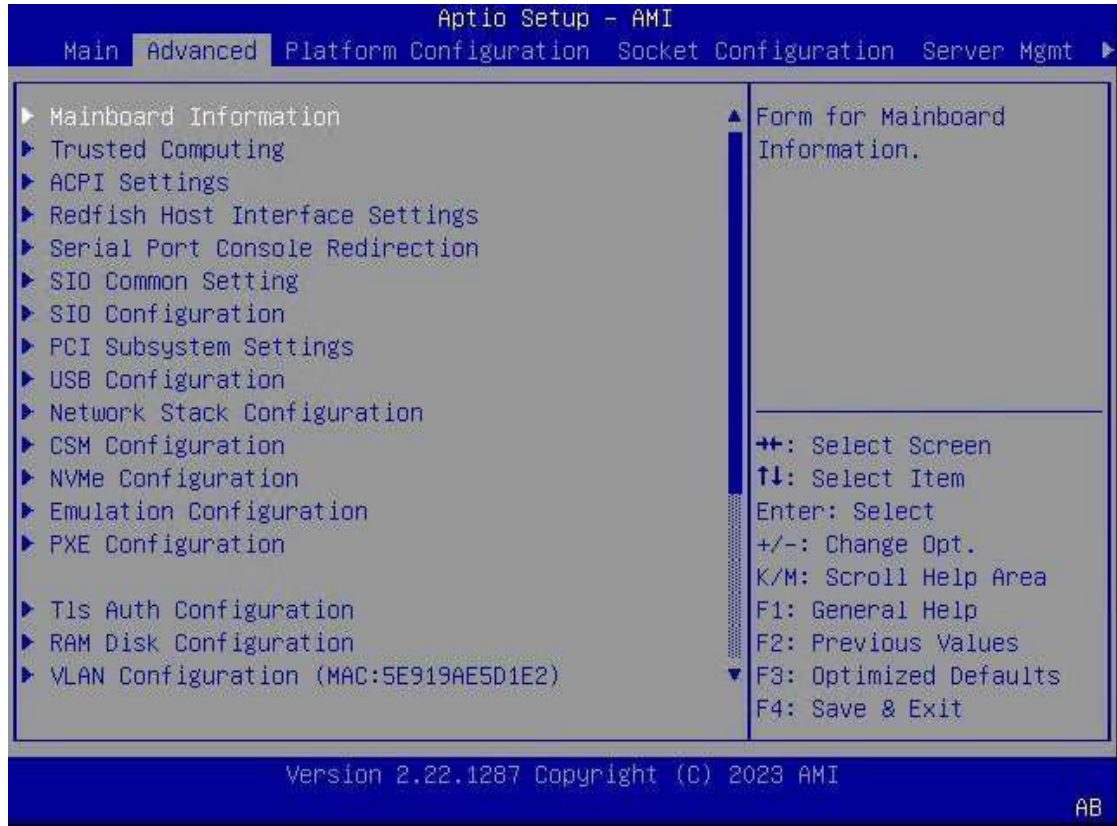 Aptio Setup – AMI
Main Advanced Platform Configuration Socket Configuration Server Mgmt ▶
▶ Mainboard Information
▶ Trusted Computing
▶ ACPI Settings
▶ Redfish Host Interface Settings
▶ Serial Port Console Redirection
▶ SIO Common Setting
▶ SIO Configuration
▶ PCI Subsystem Settings
▶ USB Configuration
▶ Network Stack Configuration
▶ CSM Configuration
▶ NVMe Configuration
▶ Emulation Configuration
▶ PXE Configuration
▶ Tls Auth Configuration
▶ RAM Disk Configuration
▶ VLAN Configuration (MAC:5E919AE5D1E2)
Form for Mainboard
Information.
→←: Select Screen
↑↓: Select Item
Enter: Select
+/-: Change Opt.
K/M: Scroll Help Area
F1: General Help
F2: Previous Values
F3: Optimized Defaults
F4: Save & Exit
Version 2.22.1287 Copyright (C) 2023 AMI
AB